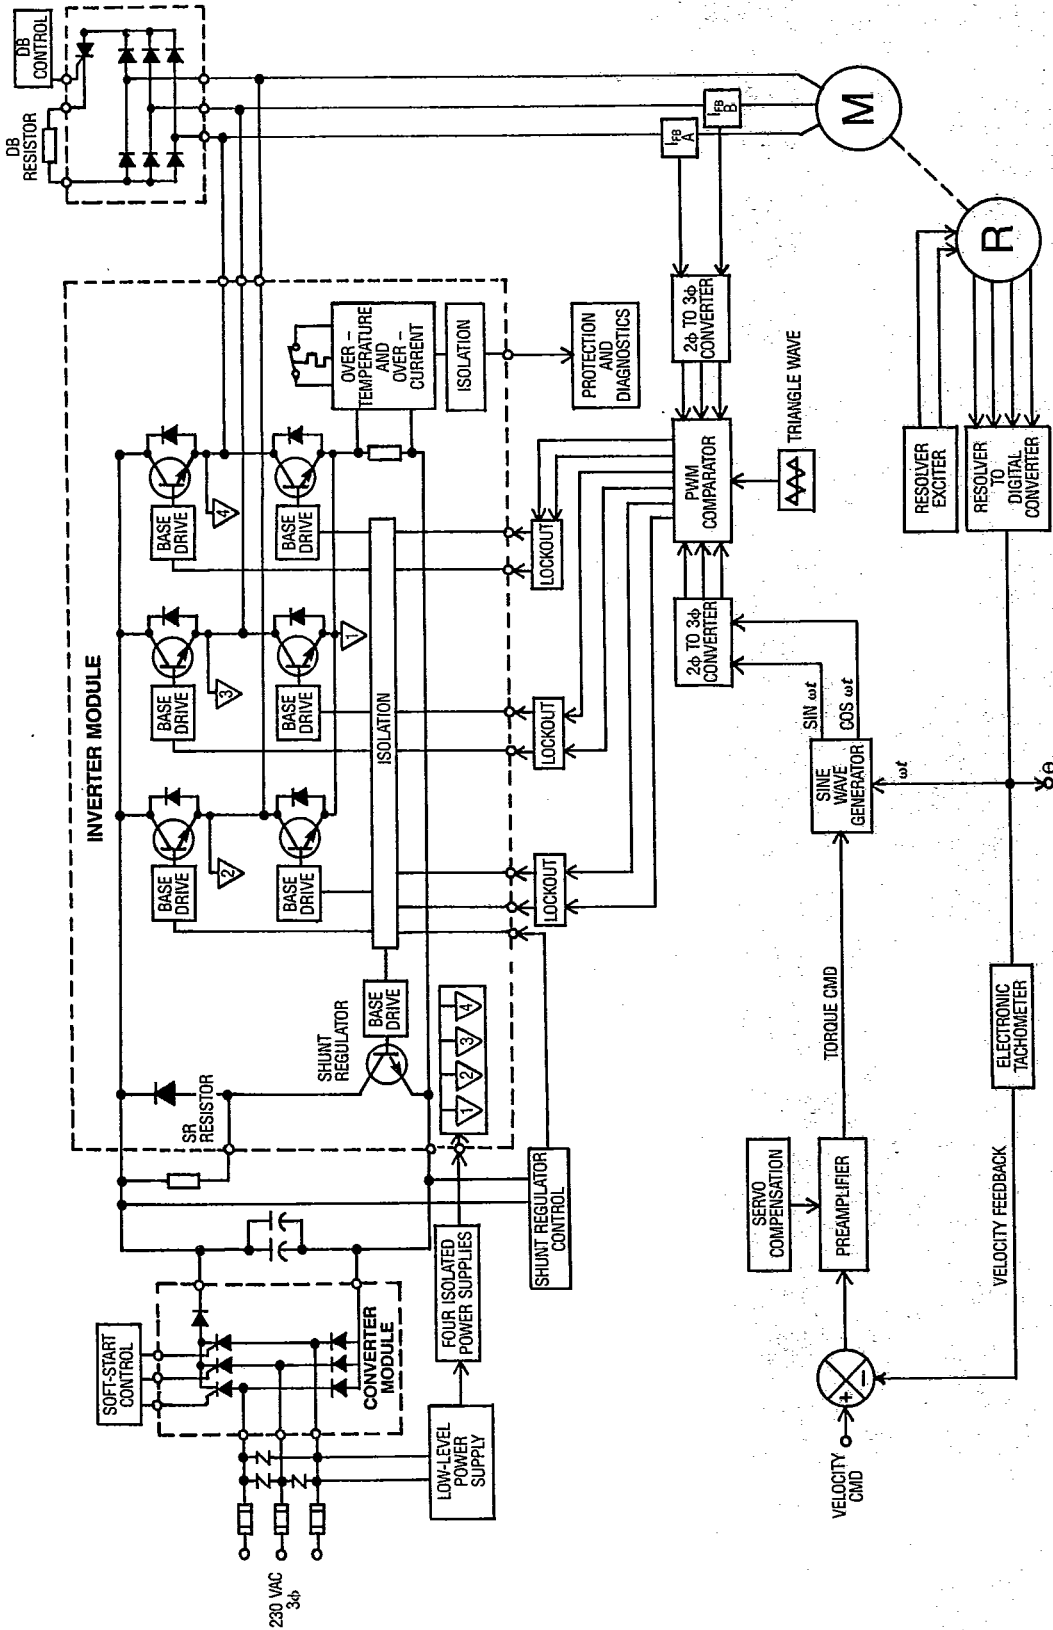 230 VAC
3ϕ
SOFT-START
CONTROL
CONVERTER
MODULE
LOW-LEVEL
POWER
SUPPLY
FOUR ISOLATED
POWER SUPPLIES
SHUNT REGULATOR
CONTROL
SR
RESISTOR
SHUNT
REGULATOR
BASE
DRIVE
1
2
3
4
INVERTER MODULE
BASE
DRIVE
2
BASE
DRIVE
BASE
DRIVE
3
BASE
DRIVE
1
BASE
DRIVE
4
BASE
DRIVE
ISOLATION
OVER-
TEMPERATURE
AND
OVER-
CURRENT
ISOLATION
PROTECTION
AND
DIAGNOSTICS
LOCKOUT
LOCKOUT
LOCKOUT
DB
CONTROL
DB
RESISTOR
IFB
A
IFB
B
M
R
2ϕ TO 3ϕ
CONVERTER
PWM
COMPARATOR
2ϕ TO 3ϕ
CONVERTER
TRIANGLE WAVE
SIN ωt
COS ωt
SINE
WAVE
GENERATOR
ωt
RESOLVER
EXCITER
RESOLVER
TO
DIGITAL
CONVERTER
θ
VELOCITY
CMD
+
−
SERVO
COMPENSATION
PREAMPLIFIER
TORQUE CMD
VELOCITY FEEDBACK
ELECTRONIC
TACHOMETER